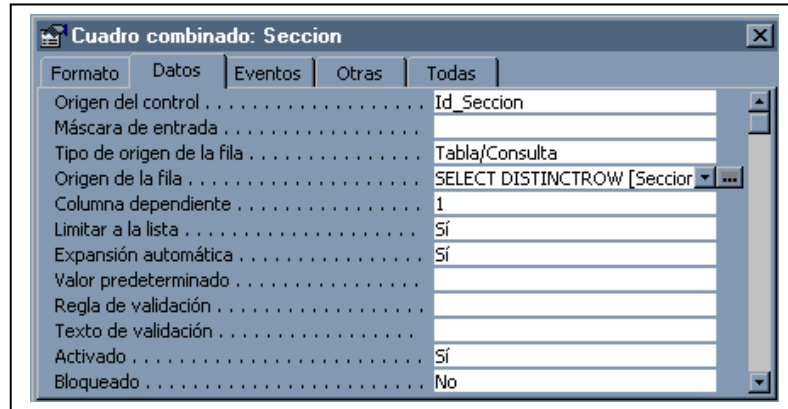 Cuadro combinado: Seccion
Formato Datos Eventos Otras Todas
Origen del control . . . . . . . . . . . . . . . . . . . . Id_Seccion
Máscara de entrada . . . . . . . . . . . . . . . . . .
Tipo de origen de la fila . . . . . . . . . . . . . . . . Tabla/Consulta
Origen de la fila . . . . . . . . . . . . . . . . . . . . . . SELECT DISTINCTROW [Seccion
Columna dependiente . . . . . . . . . . . . . . . . . 1
Limitar a la lista . . . . . . . . . . . . . . . . . . . . . Sí
Expansión automática . . . . . . . . . . . . . . . . Sí
Valor predeterminado . . . . . . . . . . . . . . . . .
Regla de validación . . . . . . . . . . . . . . . . . . .
Texto de validación . . . . . . . . . . . . . . . . . . .
Activado . . . . . . . . . . . . . . . . . . . . . . . . . . Sí
Bloqueado . . . . . . . . . . . . . . . . . . . . . . . . . No